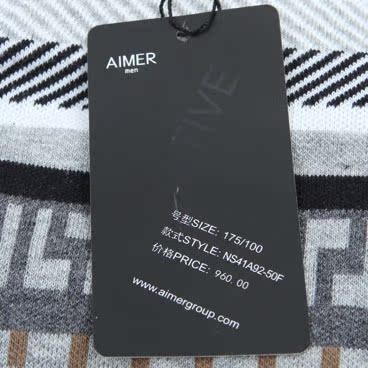 AIMER
men
号型SIZE: 175/100
款式STYLE: NS41A92-50F
价格PRICE: 960.00
www.aimergroup.com